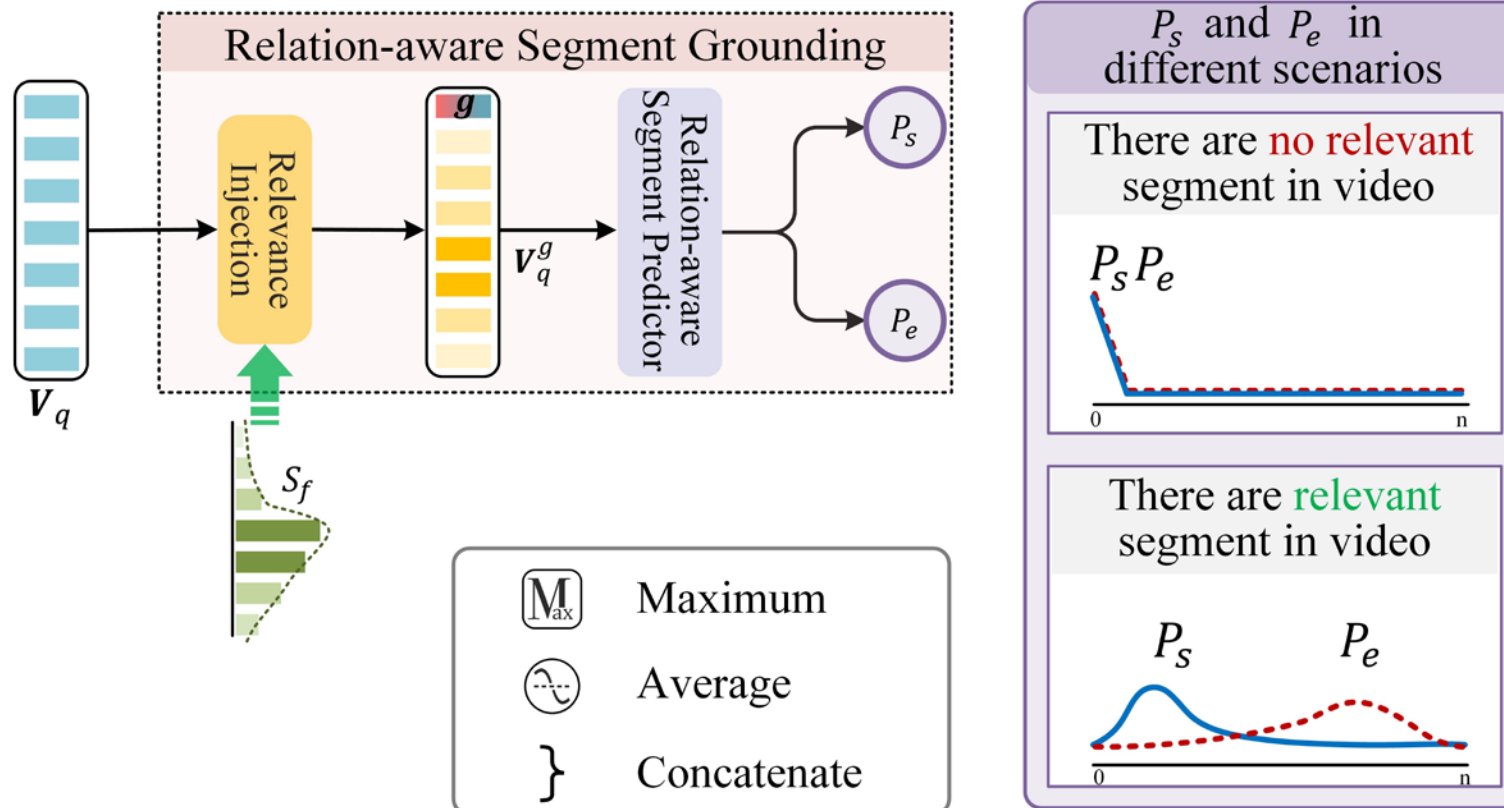 Relation-aware Segment Grounding
V_q
Relevance
Injection
S_f
g
V_q^g
Relation-aware
Segment Predictor
P_s
P_e
Max
Maximum
Average
} Concatenate
P_s and P_e in
different scenarios
There are no relevant
segment in video
P_s P_e
0 n
There are relevant
segment in video
P_s P_e
0 n